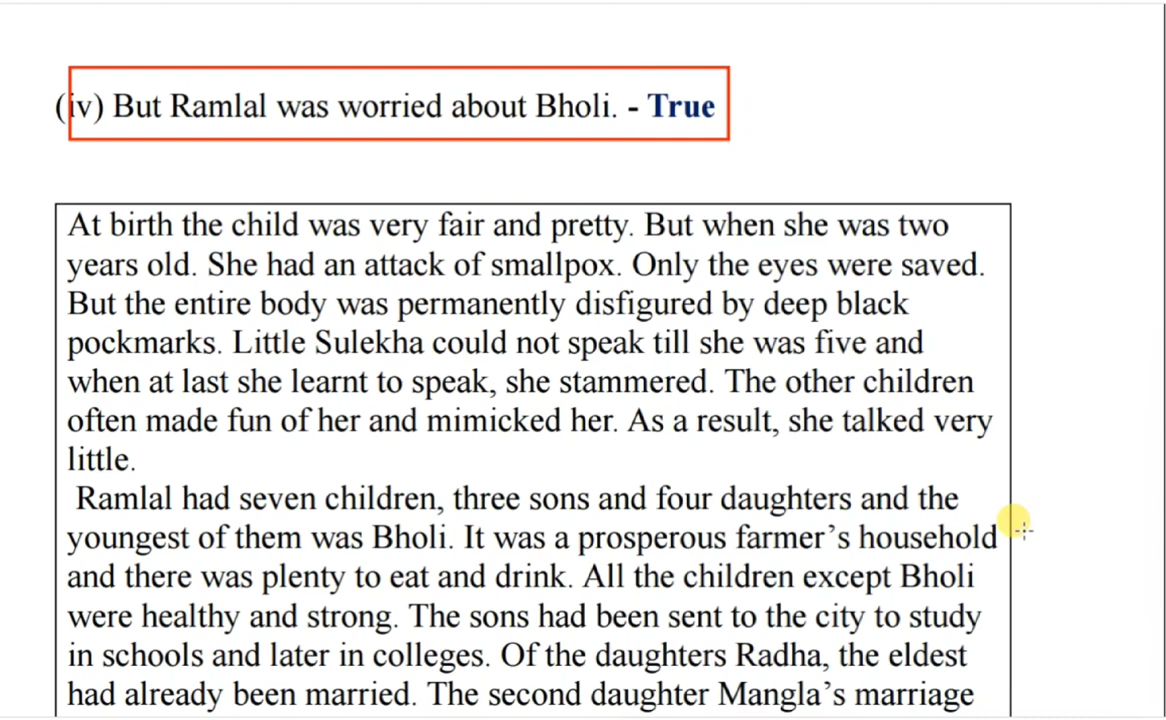 (iv) But Ramlal was worried about Bholi. - True
At birth the child was very fair and pretty. But when she was two
years old. She had an attack of smallpox. Only the eyes were saved.
But the entire body was permanently disfigured by deep black
pockmarks. Little Sulekha could not speak till she was five and
when at last she learnt to speak, she stammered. The other children
often made fun of her and mimicked her. As a result, she talked very
little.
Ramlal had seven children, three sons and four daughters and the
youngest of them was Bholi. It was a prosperous farmer’s household
and there was plenty to eat and drink. All the children except Bholi
were healthy and strong. The sons had been sent to the city to study
in schools and later in colleges. Of the daughters Radha, the eldest
had already been married. The second daughter Mangla’s marriage